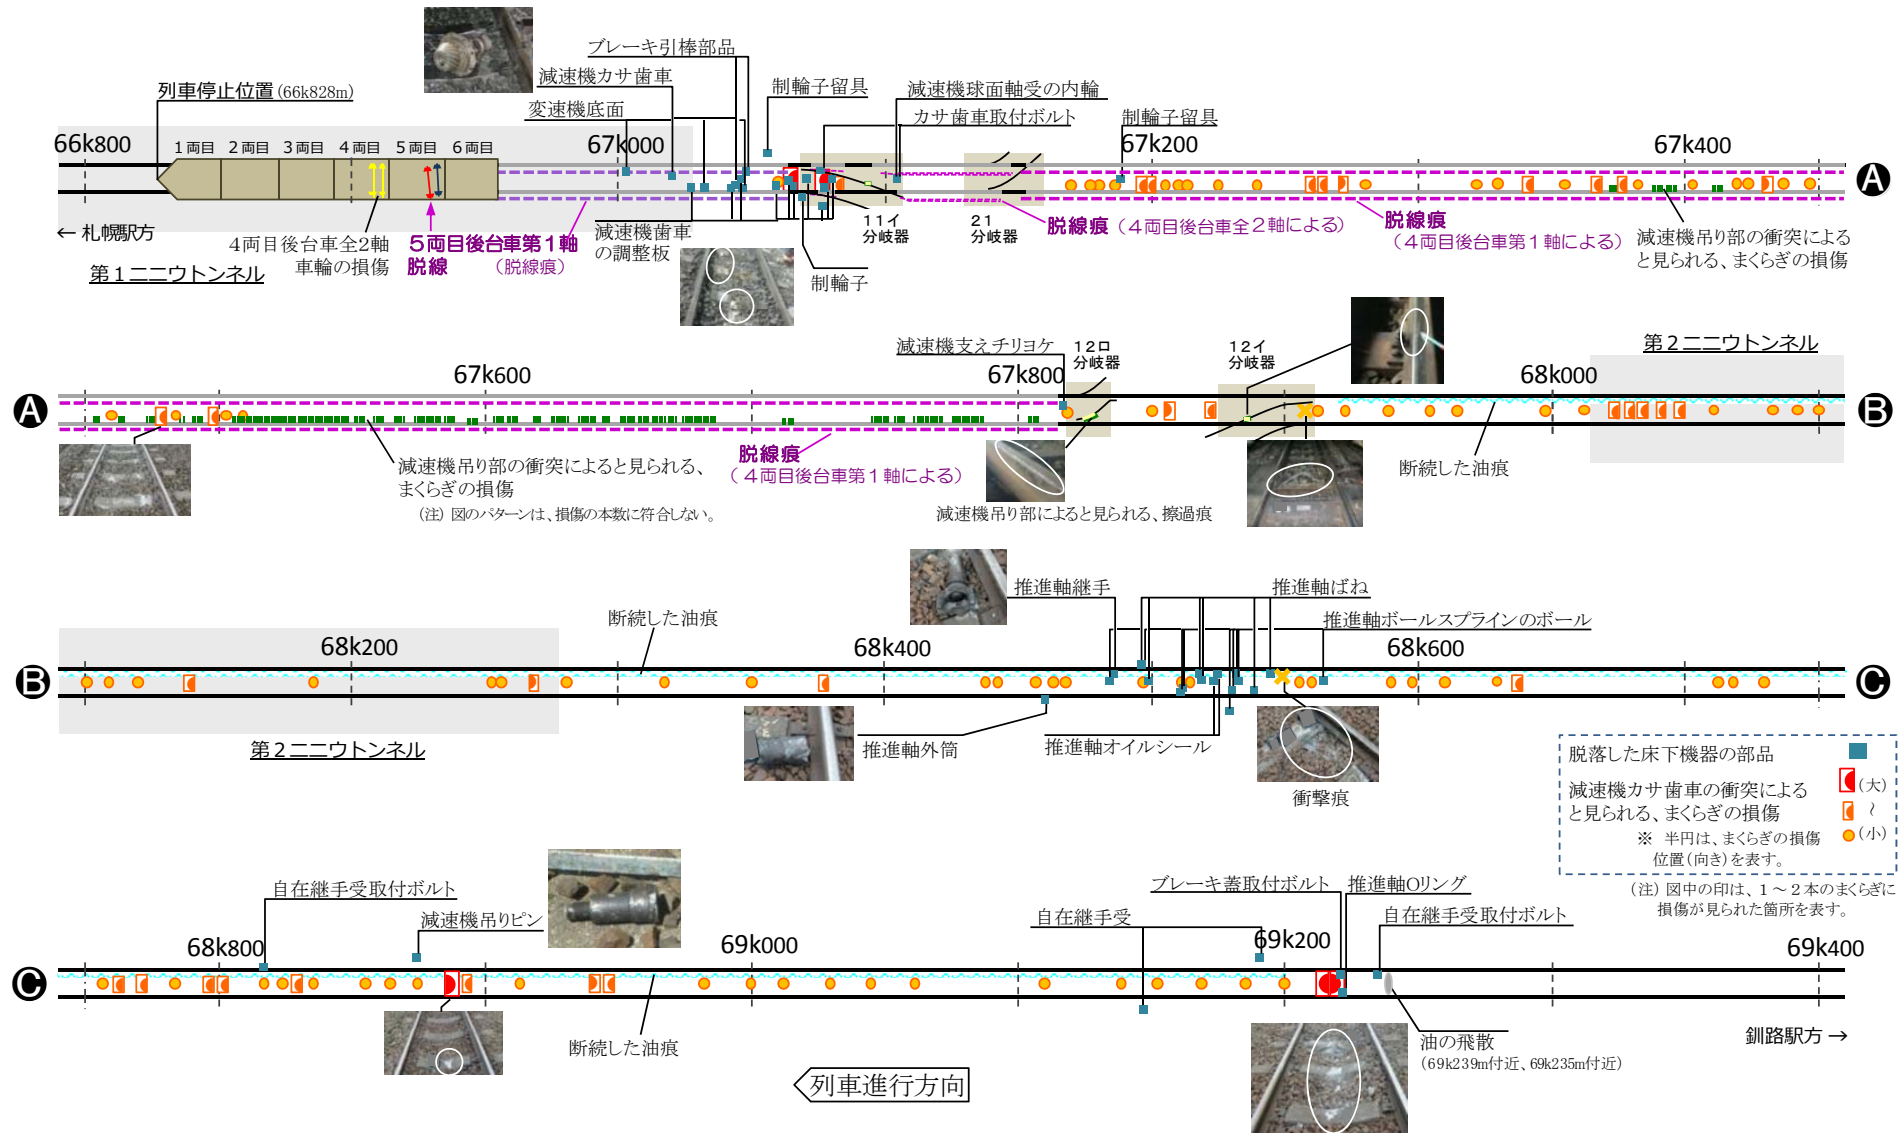 ブレーキ引棒部品
減速機カサ歯車
制輪子留具
減速機球面軸受の内輪
列車停止位置(66k828m)
変速機底面
カサ歯車取付ボルト
制輪子留具
66k800
67k000
67k200
67k400
1両目 2両目 3両目 4両目 5両目 6両目
A
A
← 札幌駅方
4両目後台車全2軸
車輪の損傷
5両目後台車第1軸
脱線 (脱線痕)
減速機歯車
の調整板
制輪子
11イ
分岐器
21
分岐器
脱線痕(4両目後台車全2軸による)
脱線痕
(4両目後台車第1軸による)
減速機吊り部の衝突による
と見られる、まくらぎの損傷
第1ニニウトンネル
減速機支えチリヨケ
12ロ
分岐器
12イ
分岐器
第2ニニウトンネル
67k600
67k800
68k000
A
B
減速機吊り部の衝突によると見られる、
まくらぎの損傷
(注) 図のパターンは、損傷の本数に符合しない。
脱線痕
(4両目後台車第1軸による)
減速機吊り部によると見られる、擦過痕
断続した油痕
推進軸継手
推進軸ばね
断続した油痕
推進軸ボールスプラインのボール
68k200
68k400
68k600
B
C
第2ニニウトンネル
推進軸外筒
推進軸オイルシール
衝撃痕
脱落した床下機器の部品
減速機カサ歯車の衝突による
と見られる、まくらぎの損傷
(大)
~
(小)
※ 半円は、まくらぎの損傷
位置(向き)を表す。
(注) 図中の印は、1~2本のまくらぎに
損傷が見られた箇所を表す。
自在継手受取付ボルト
減速機吊りピン
ブレーキ蓋取付ボルト
推進軸Oリング
自在継手受
自在継手受取付ボルト
68k800
69k000
69k200
69k400
C
断続した油痕
油の飛散
(69k239m付近、69k235m付近)
釧路駅方 →
列車進行方向